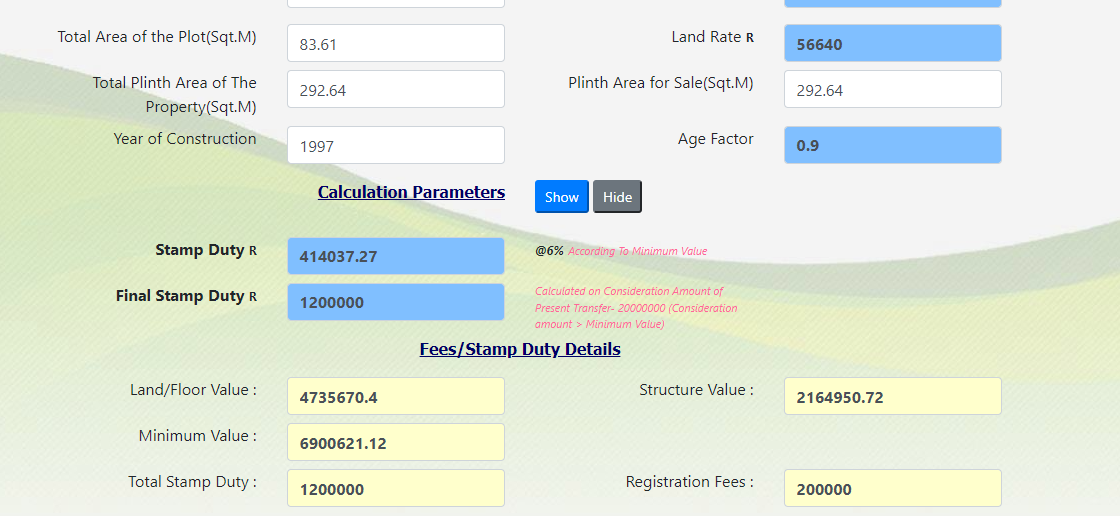 Total Area of the Plot(Sqt.M) 83.61 Land Rate R 56640
Total Plinth Area of The Property(Sqt.M) 292.64 Plinth Area for Sale(Sqt.M) 292.64
Year of Construction 1997 Age Factor 0.9
Calculation Parameters Show Hide
Stamp Duty R 414037.27 @6% According To Minimum Value
Final Stamp Duty R 1200000 Calculated on Consideration Amount of
Present Transfer- 20000000 (Consideration
amount > Minimum Value)
Fees/Stamp Duty Details
Land/Floor Value : 4735670.4 Structure Value : 2164950.72
Minimum Value : 6900621.12
Total Stamp Duty : 1200000 Registration Fees : 200000